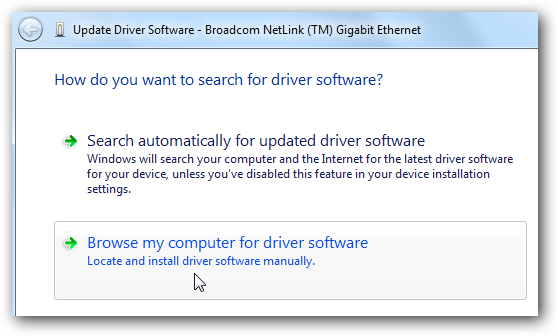 Update Driver Software - Broadcom NetLink (TM) Gigabit Ethernet
How do you want to search for driver software?
Search automatically for updated driver software
Windows will search your computer and the Internet for the latest driver software
for your device, unless you've disabled this feature in your device installation
settings.
Browse my computer for driver software
Locate and install driver software manually.